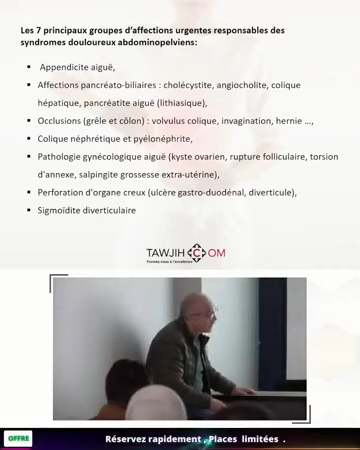 Les 7 principaux groupes d'affections urgentes responsables des
syndromes douloureux abdominopelviens:
▪ Appendicite aiguë,
▪ Affections pancréato-biliaires : cholécystite, angiocholite, colique
hépatique, pancréatite aiguë (lithiasique),
▪ Occlusions (grêle et côlon) : volvulus colique, invagination, hernie ...,
▪ Colique néphrétique et pyélonéphrite,
▪ Pathologie gynécologique aiguë (kyste ovarien, rupture folliculaire, torsion
d'annexe, salpingite grossesse extra-utérine),
▪ Perforation d'organe creux (ulcère gastro-duodénal, diverticule),
▪ Sigmoïdite diverticulaire
TAWJIH C OM
Formez-vous à l'excellence
OFFRE Réservez rapidement . Places limitées .